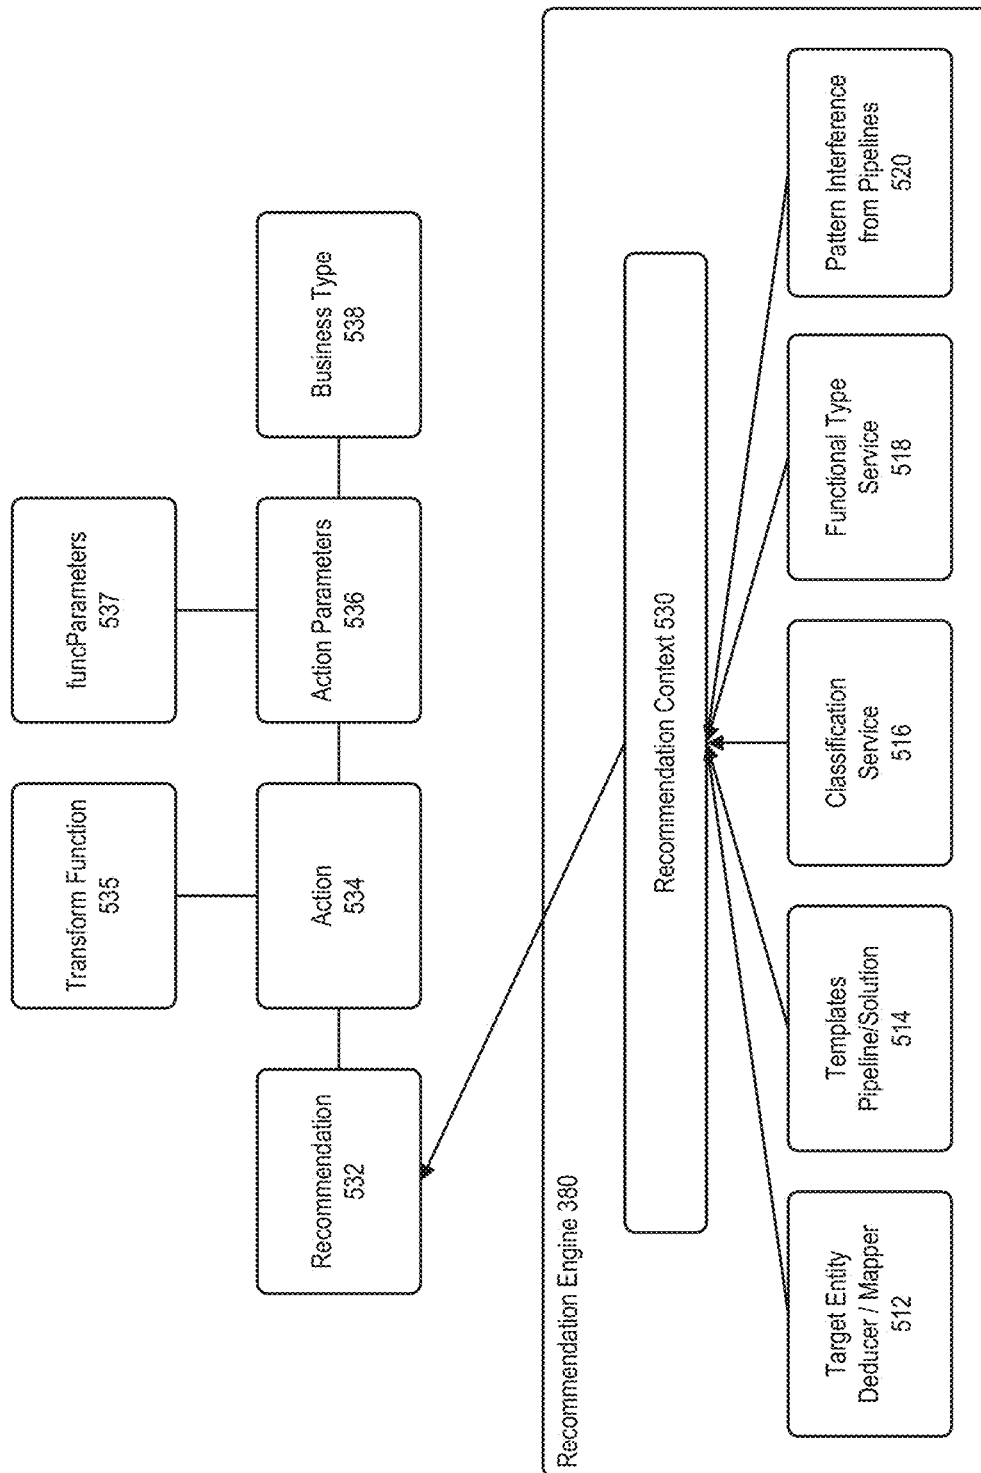 Transform Function
535
funcParameters
537
Recommendation
532
Action
534
Action Parameters
536
Business Type
538
Recommendation Engine 380
Recommendation Context 530
Target Entity
Deducer / Mapper
512
Templates
Pipeline/Solution
514
Classification
Service
516
Functional Type
Service
518
Pattern Interference
from Pipelines
520